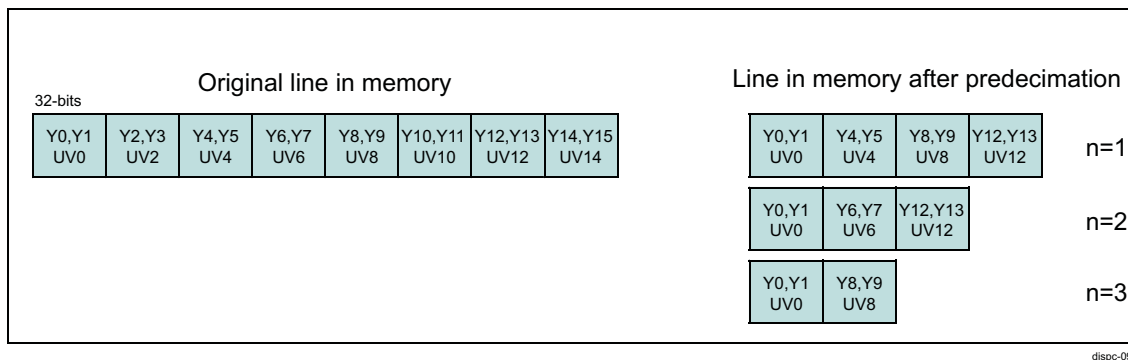 Original line in memory
32-bits
Y0,Y1 Y2,Y3 Y4,Y5 Y6,Y7 Y8,Y9 Y10,Y11 Y12,Y13 Y14,Y15
UV0 UV2 UV4 UV6 UV8 UV10 UV12 UV14
Line in memory after predecimation
Y0,Y1 Y4,Y5 Y8,Y9 Y12,Y13 n=1
UV0 UV4 UV8 UV12
Y0,Y1 Y6,Y7 Y12,Y13 n=2
UV0 UV6 UV12
Y0,Y1 Y8,Y9 n=3
UV0 UV8